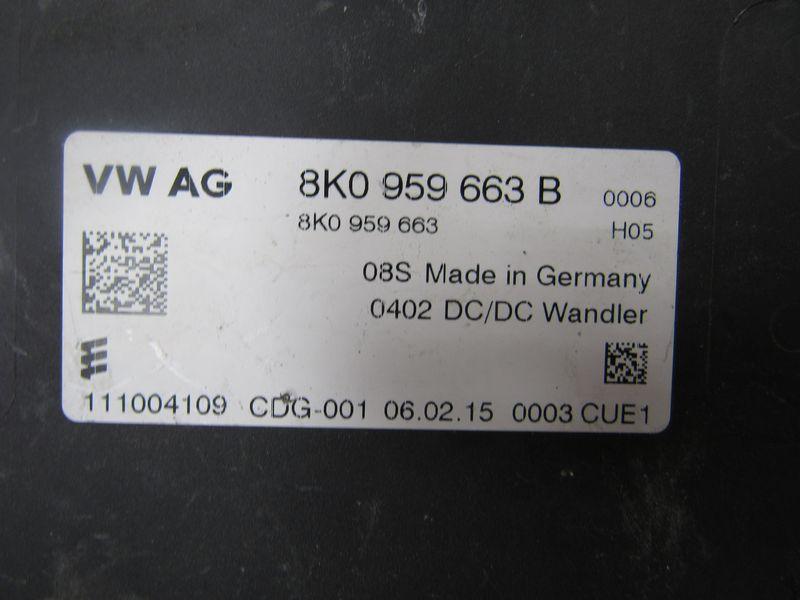 VW AG 8K0 959 663 B 0006
8K0 959 663 H05
08S Made in Germany
0402 DC/DC Wandler
111004109 CDG-001 06.02.15 0003 CUE1